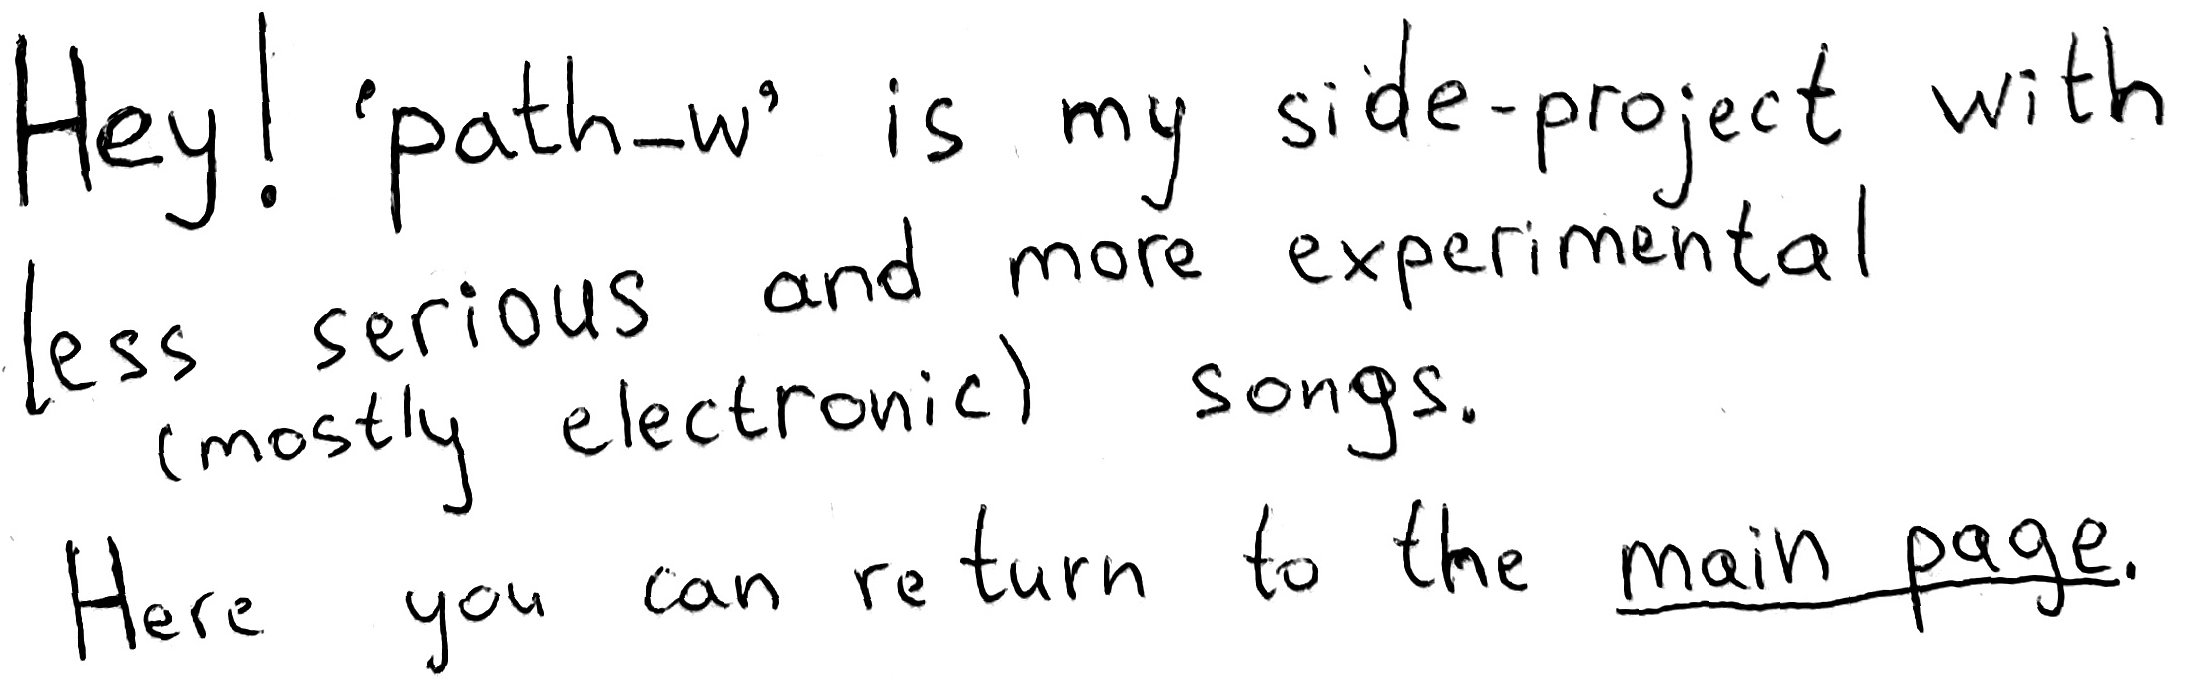 Hey! 'path_w' is my side-project with
less serious and more experimental
(mostly electronic) songs.
Here you can return to the main page.